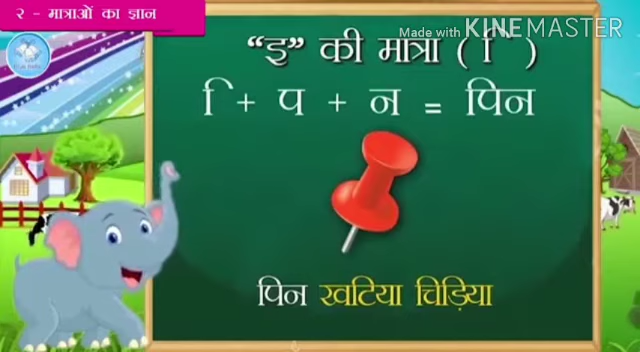 २ - मात्राओं का ज्ञान
Made with KINEMASTER
“इ” की मात्रा ( ि )
ि + प + न = पिन
पिन खटिया चिड़िया